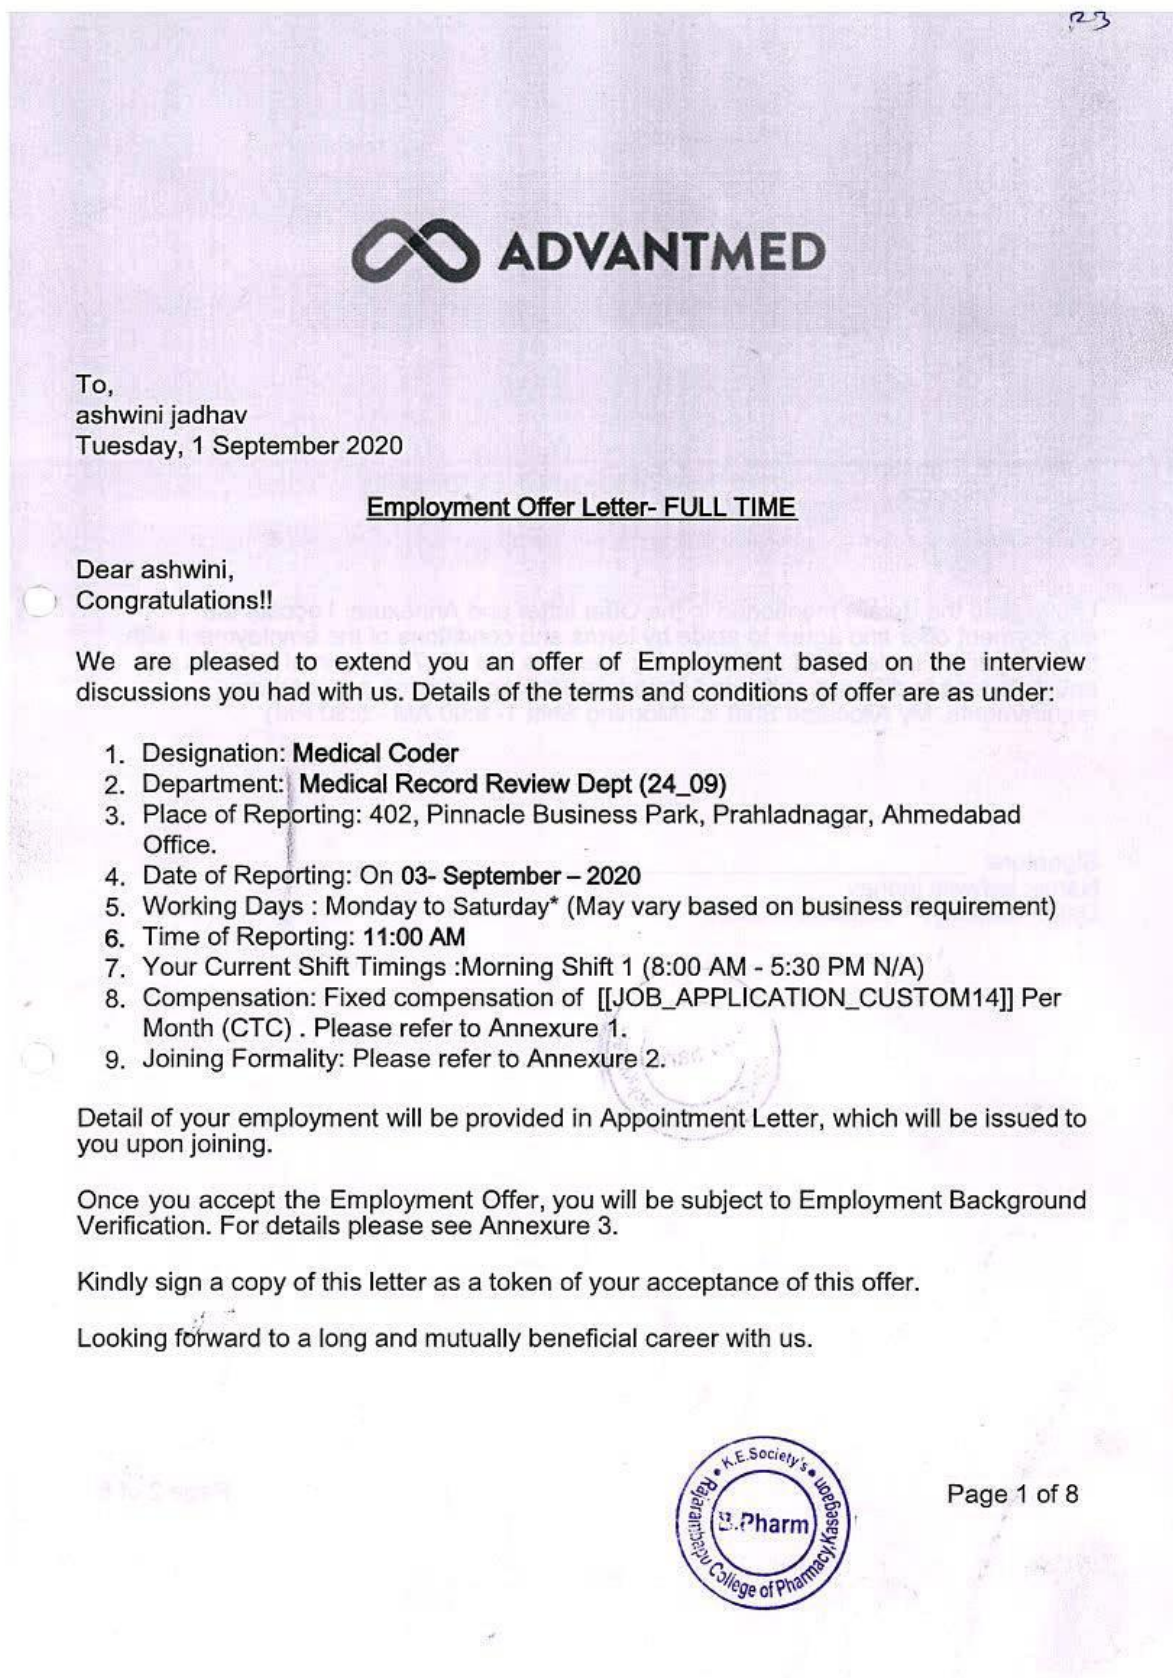 23
ADVANTMED
To,
ashwini jadhav
Tuesday, 1 September 2020
Employment Offer Letter- FULL TIME
Dear ashwini,
Congratulations!!
We are pleased to extend you an offer of Employment based on the interview
discussions you had with us. Details of the terms and conditions of offer are as under:
1. Designation: Medical Coder
2. Department: Medical Record Review Dept (24_09)
3. Place of Reporting: 402, Pinnacle Business Park, Prahladnagar, Ahmedabad
Office.
4. Date of Reporting: On 03- September – 2020
5. Working Days : Monday to Saturday* (May vary based on business requirement)
6. Time of Reporting: 11:00 AM
7. Your Current Shift Timings :Morning Shift 1 (8:00 AM - 5:30 PM N/A)
8. Compensation: Fixed compensation of [[JOB_APPLICATION_CUSTOM14]] Per
Month (CTC) . Please refer to Annexure 1.
9. Joining Formality: Please refer to Annexure 2.
Detail of your employment will be provided in Appointment Letter, which will be issued to
you upon joining.
Once you accept the Employment Offer, you will be subject to Employment Background
Verification. For details please see Annexure 3.
Kindly sign a copy of this letter as a token of your acceptance of this offer.
Looking forward to a long and mutually beneficial career with us.
K.E.Society's
Rajarambapu College of Pharmacy,Kasegaon
B.Pharm
Page 1 of 8